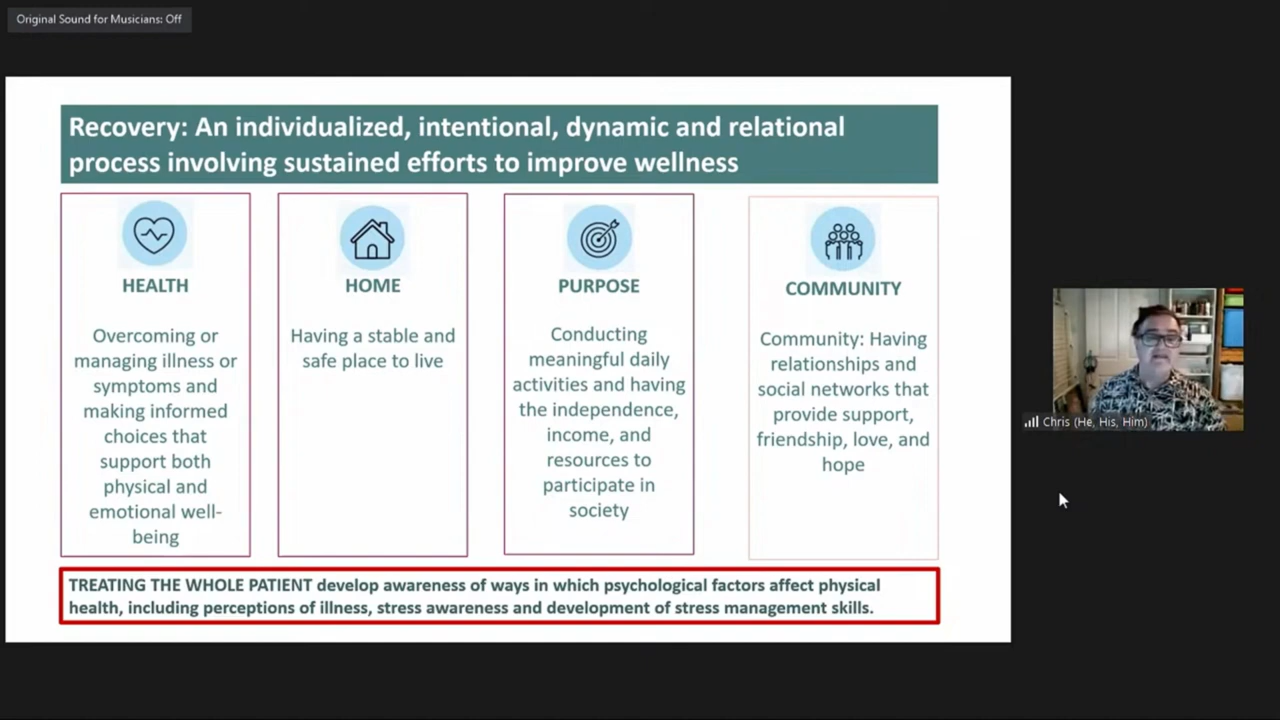 Original Sound for Musicians: Off
Recovery: An individualized, intentional, dynamic and relational
process involving sustained efforts to improve wellness
HEALTH
Overcoming or
managing illness or
symptoms and
making informed
choices that
support both
physical and
emotional well-
being
HOME
Having a stable and
safe place to live
PURPOSE
Conducting
meaningful daily
activities and having
the independence,
income, and
resources to
participate in
society
COMMUNITY
Community: Having
relationships and
social networks that
provide support,
friendship, love, and
hope
TREATING THE WHOLE PATIENT develop awareness of ways in which psychological factors affect physical
health, including perceptions of illness, stress awareness and development of stress management skills.
Chris (He, His, Him)